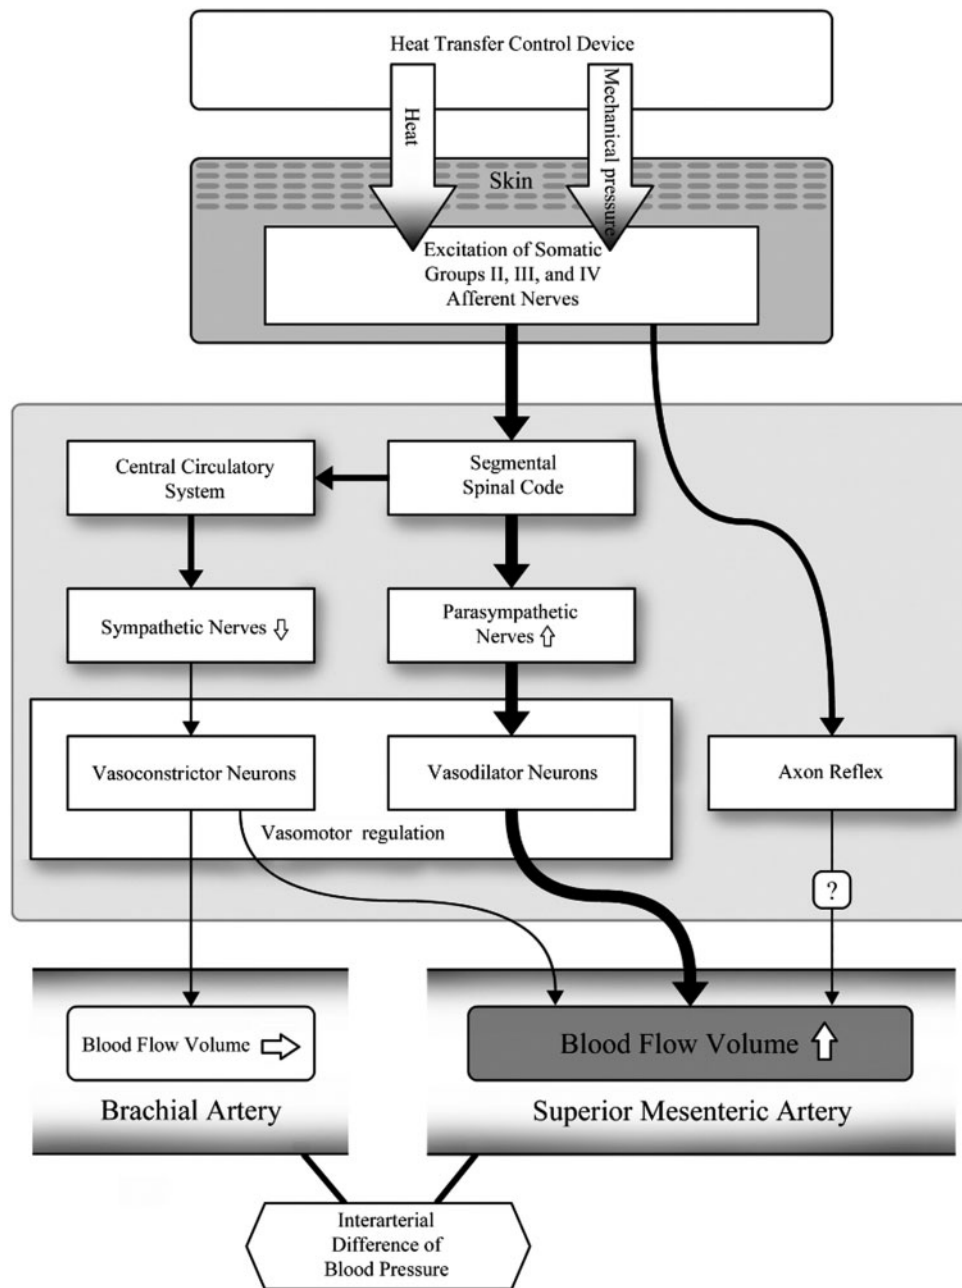 Heat Transfer Control Device
Heat
Mechanical pressure
Skin
Excitation of Somatic
Groups II, III, and IV
Afferent Nerves
Central Circulatory
System
Segmental
Spinal Code
Sympathetic Nerves ⇩
Parasympathetic
Nerves ⇧
Vasoconstrictor Neurons
Vasodilator Neurons
Axon Reflex
Vasomotor regulation
?
Blood Flow Volume ⇨
Blood Flow Volume ⇧
Brachial Artery
Superior Mesenteric Artery
Interarterial
Difference of
Blood Pressure